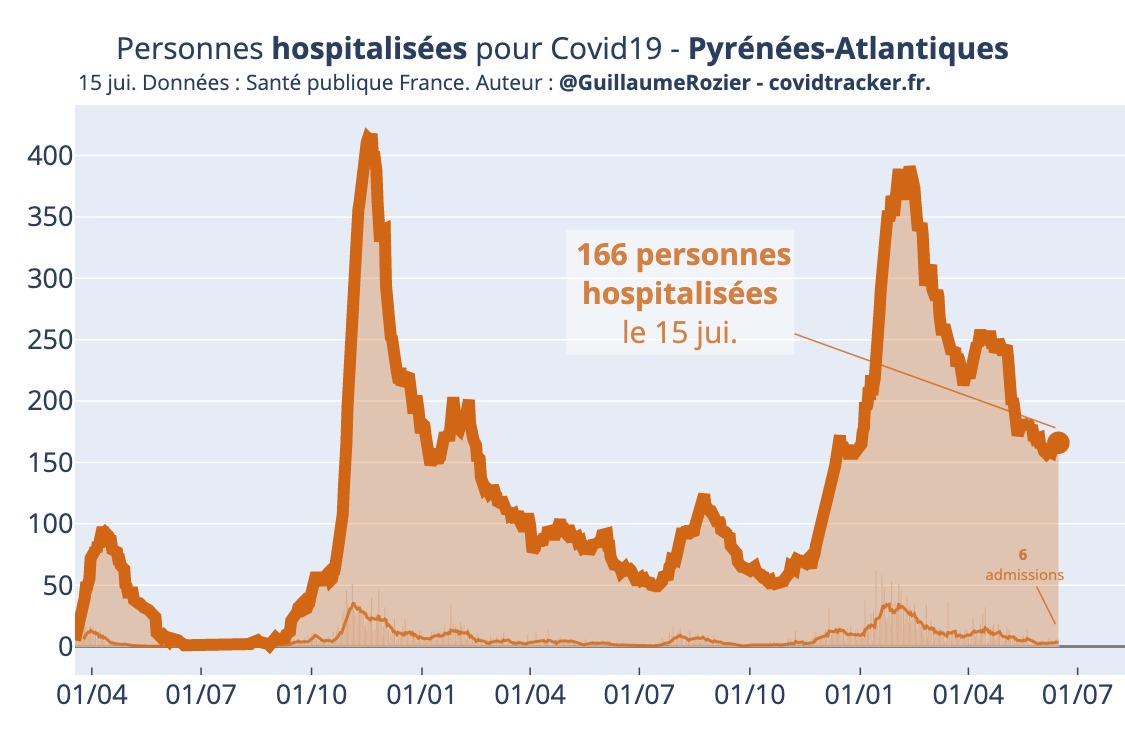 Personnes hospitalisées pour Covid19 - Pyrénées-Atlantiques
15 jui. Données : Santé publique France. Auteur : @GuillaumeRozier - covidtracker.fr.
400
350
300
250
200
150
100
50
0
166 personnes
hospitalisées
le 15 jui.
6
admissions
01/04 01/07 01/10 01/01 01/04 01/07 01/10 01/01 01/04 01/07